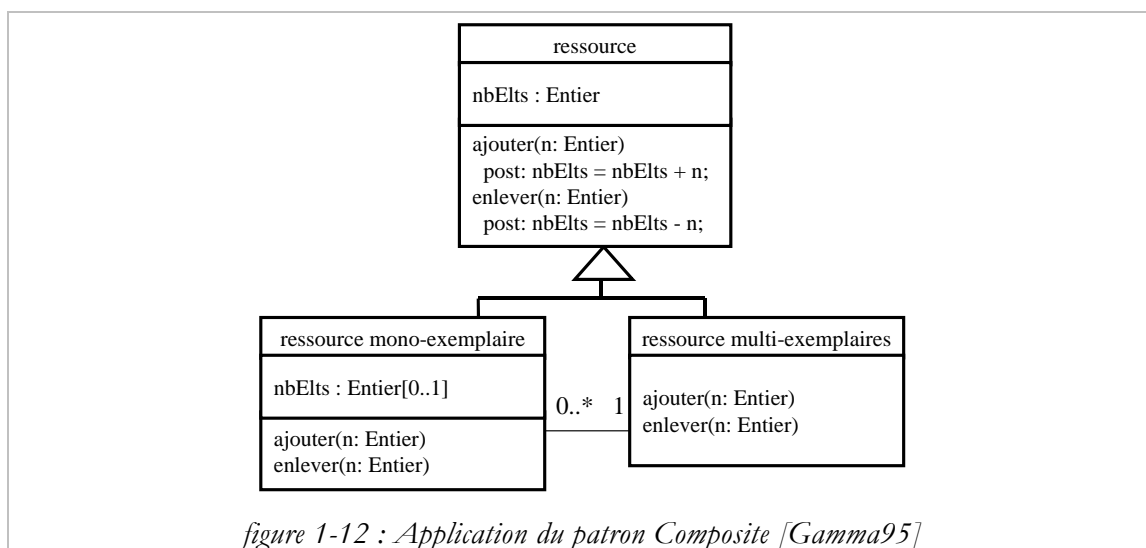 ressource
nbElts : Entier
ajouter(n: Entier)
post: nbElts = nbElts + n;
enlever(n: Entier)
post: nbElts = nbElts - n;
ressource mono-exemplaire
nbElts : Entier[0..1]
ajouter(n: Entier)
enlever(n: Entier)
0..* 1
ressource multi-exemplaires
ajouter(n: Entier)
enlever(n: Entier)
figure 1-12 : Application du patron Composite [Gamma95]